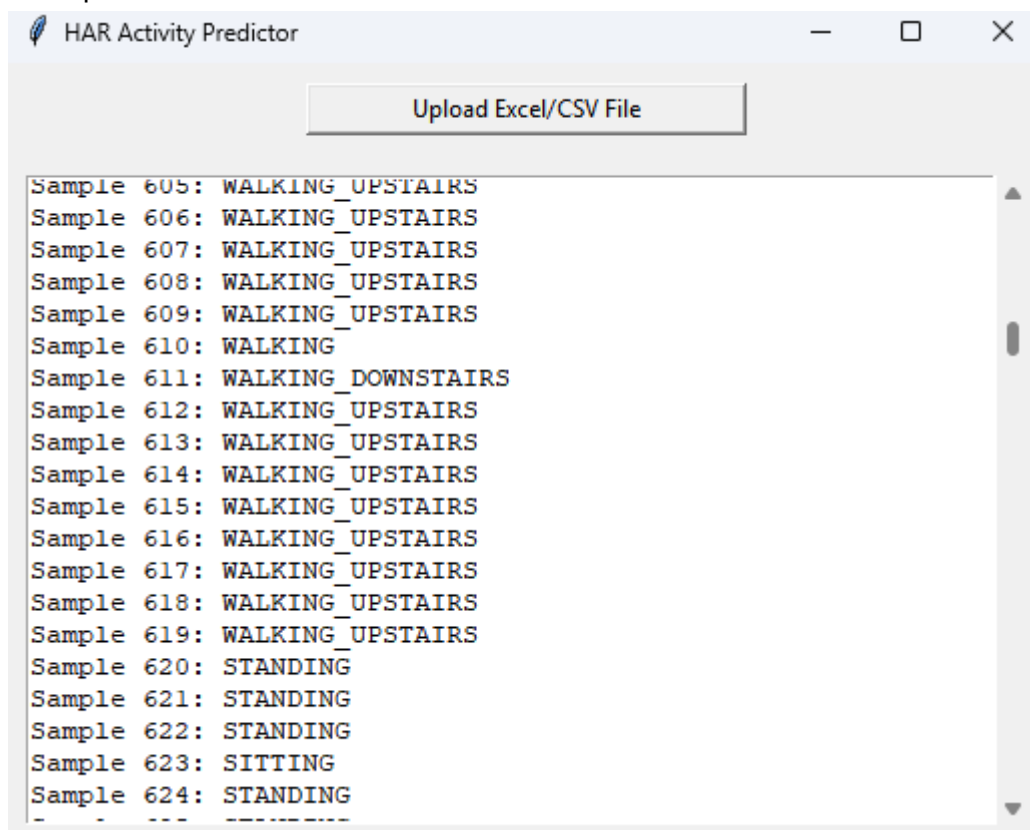 HAR Activity Predictor
Upload Excel/CSV File
Sample 605: WALKING_UPSTAIRS
Sample 606: WALKING_UPSTAIRS
Sample 607: WALKING_UPSTAIRS
Sample 608: WALKING_UPSTAIRS
Sample 609: WALKING_UPSTAIRS
Sample 610: WALKING
Sample 611: WALKING_DOWNSTAIRS
Sample 612: WALKING_UPSTAIRS
Sample 613: WALKING_UPSTAIRS
Sample 614: WALKING_UPSTAIRS
Sample 615: WALKING_UPSTAIRS
Sample 616: WALKING_UPSTAIRS
Sample 617: WALKING_UPSTAIRS
Sample 618: WALKING_UPSTAIRS
Sample 619: WALKING_UPSTAIRS
Sample 620: STANDING
Sample 621: STANDING
Sample 622: STANDING
Sample 623: SITTING
Sample 624: STANDING